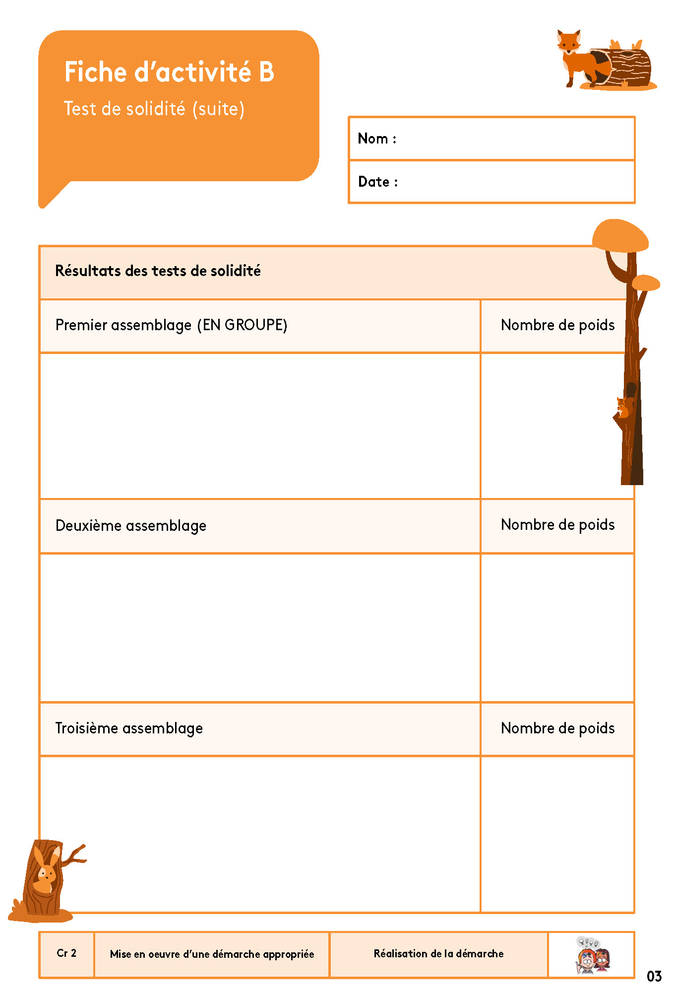 Fiche d’activité B
Test de solidité (suite)
Nom :
Date :
Résultats des tests de solidité
Premier assemblage (EN GROUPE)
Nombre de poids
Deuxième assemblage
Nombre de poids
Troisième assemblage
Nombre de poids
Cr 2
Mise en oeuvre d’une démarche appropriée
Réalisation de la démarche
03